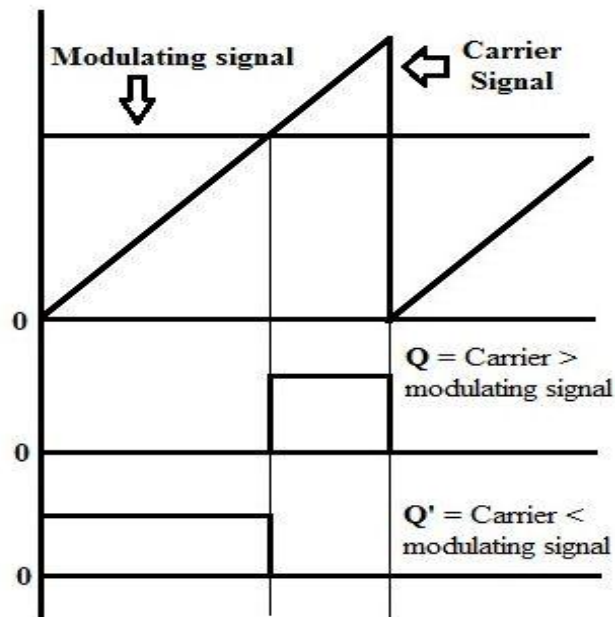 Modulating signal
Carrier
Signal
0
Q = Carrier >
modulating signal
0
Q' = Carrier <
modulating signal
0